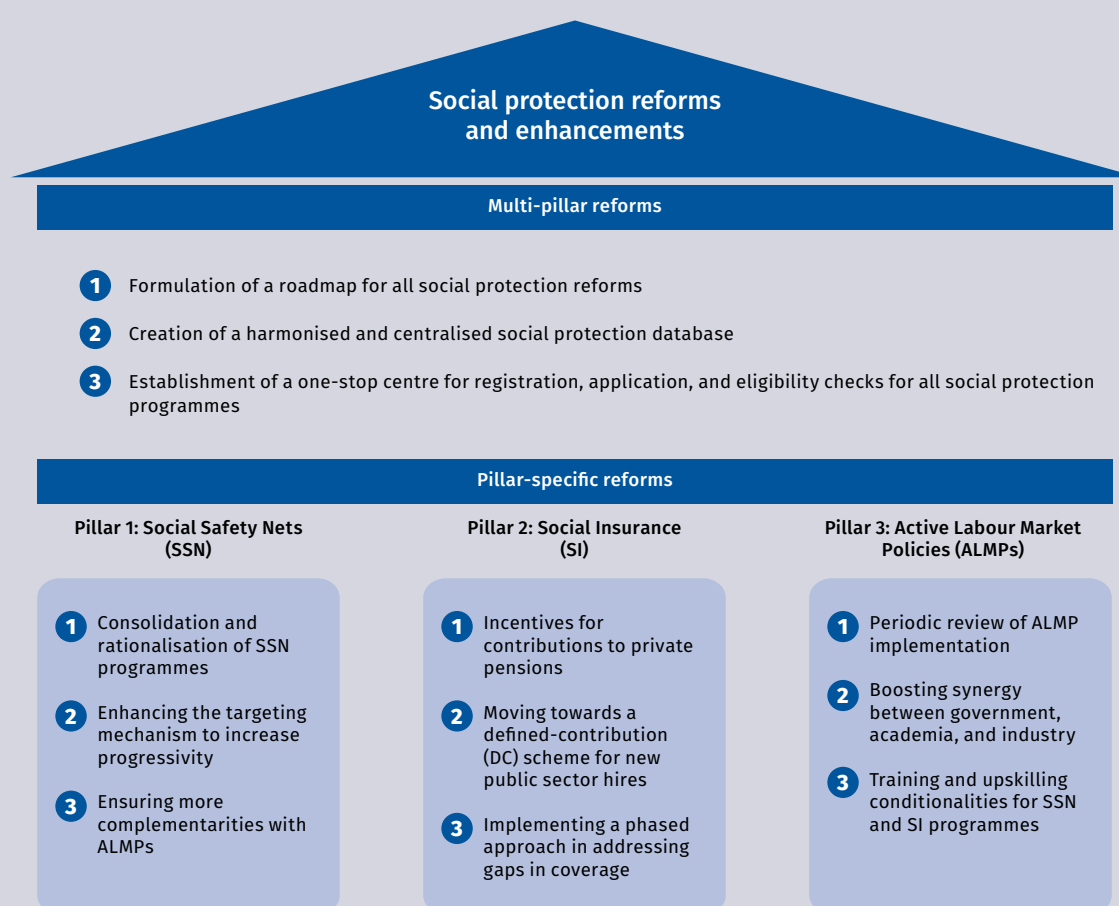 Social protection reforms
and enhancements
Multi-pillar reforms
1 Formulation of a roadmap for all social protection reforms
2 Creation of a harmonised and centralised social protection database
3 Establishment of a one-stop centre for registration, application, and eligibility checks for all social protection
programmes
Pillar-specific reforms
Pillar 1: Social Safety Nets
(SSN)
1 Consolidation and
rationalisation of SSN
programmes
2 Enhancing the targeting
mechanism to increase
progressivity
3 Ensuring more
complementarities with
ALMPs
Pillar 2: Social Insurance
(SI)
1 Incentives for
contributions to private
pensions
2 Moving towards a
defined-contribution
(DC) scheme for new
public sector hires
3 Implementing a phased
approach in addressing
gaps in coverage
Pillar 3: Active Labour Market
Policies (ALMPs)
1 Periodic review of ALMP
implementation
2 Boosting synergy
between government,
academia, and industry
3 Training and upskilling
conditionalities for SSN
and SI programmes